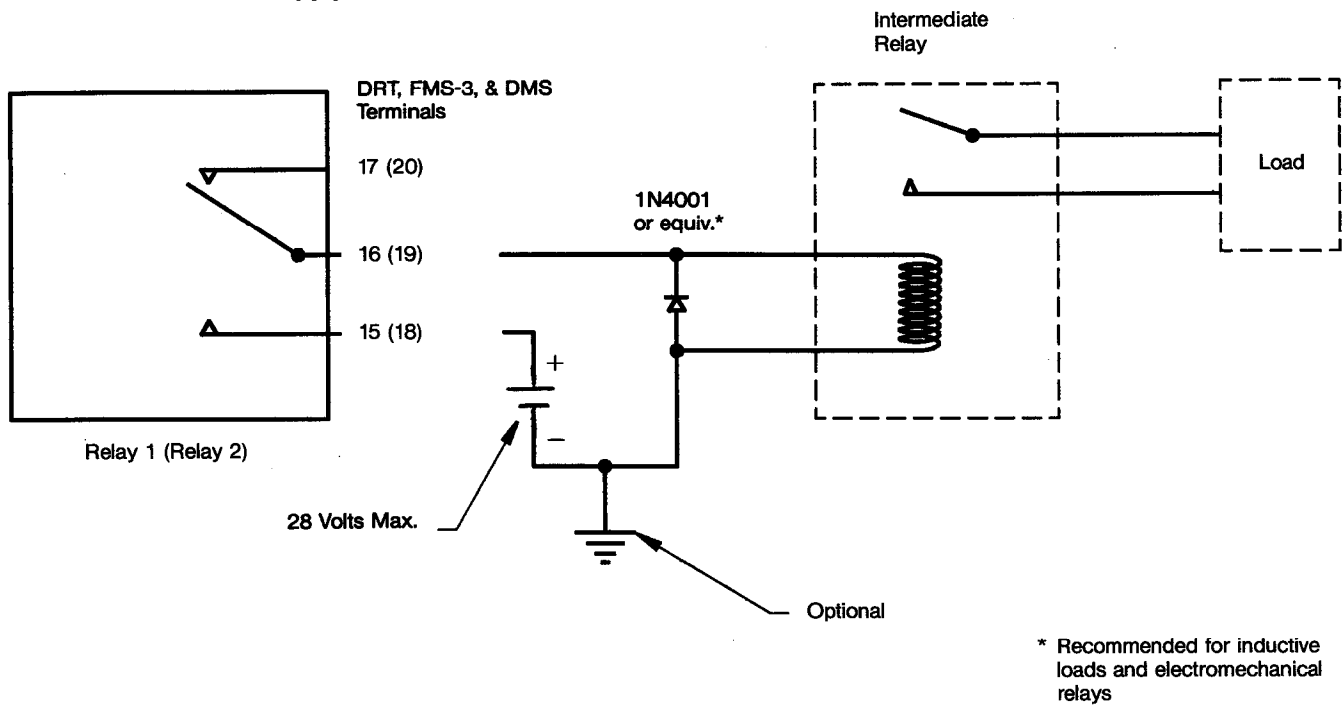 Intermediate
Relay
DRT, FMS-3, & DMS
Terminals
17 (20)
Load
1N4001
or equiv.*
16 (19)
15 (18)
+
−
Relay 1 (Relay 2)
28 Volts Max.
Optional
* Recommended for inductive
loads and electromechanical
relays